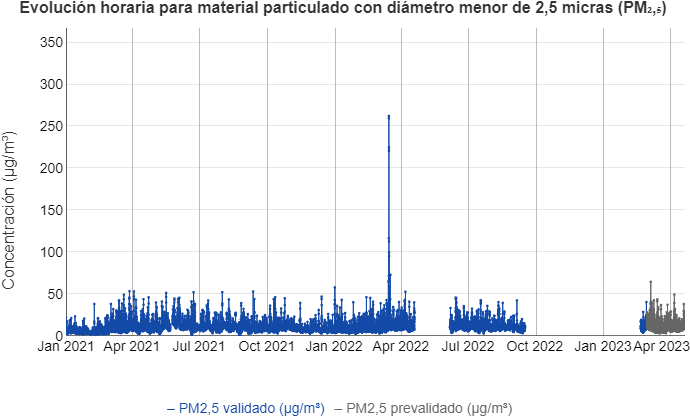 Evolución horaria para material particulado con diámetro menor de 2,5 micras (PM₂,₅)
350
300
250
200
150
100
50
0
Concentración (µg/m³)
Jan 2021 Apr 2021 Jul 2021 Oct 2021 Jan 2022 Apr 2022 Jul 2022 Oct 2022 Jan 2023 Apr 2023
– PM2,5 validado (µg/m³) – PM2,5 prevalidado (µg/m³)